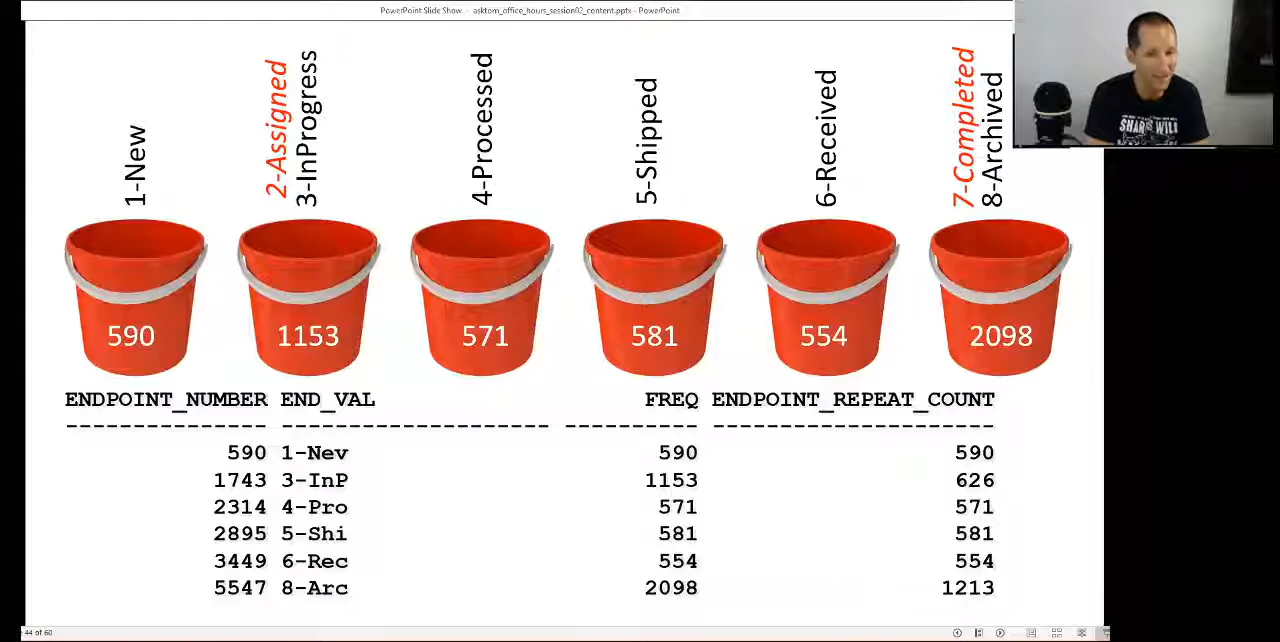 PowerPoint Slide Show - asktom_office_hours_session02_content.pptx - PowerPoint
1-New
2-Assigned
3-InProgress
4-Processed
5-Shipped
6-Received
7-Completed
8-Archived
590 1153 571 581 554 2098
ENDPOINT_NUMBER END_VAL FREQ ENDPOINT_REPEAT_COUNT
590 1-Nev 590 590
1743 3-InP 1153 626
2314 4-Pro 571 571
2895 5-Shi 581 581
3449 6-Rec 554 554
5547 8-Arc 2098 1213
44 of 60